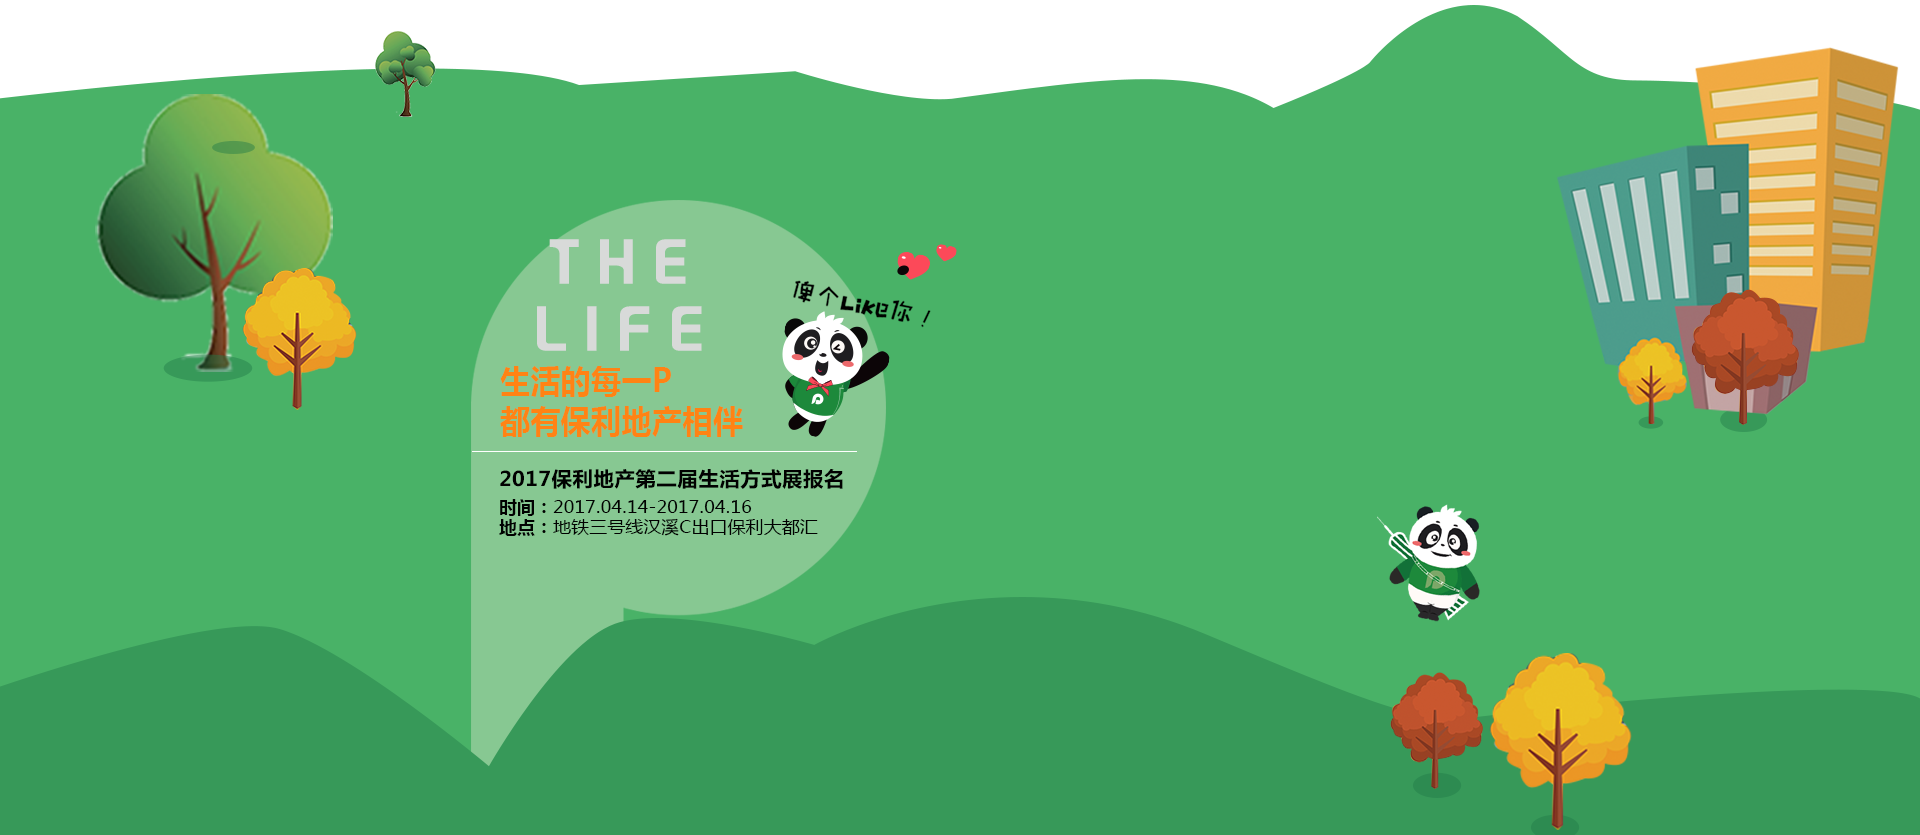 THE
LIFE
生活的每一P
都有保利地产相伴
俾个Like你！
2017保利地产第二届生活方式展报名
时间：2017.04.14-2017.04.16
地点：地铁三号线汉溪C出口保利大都汇